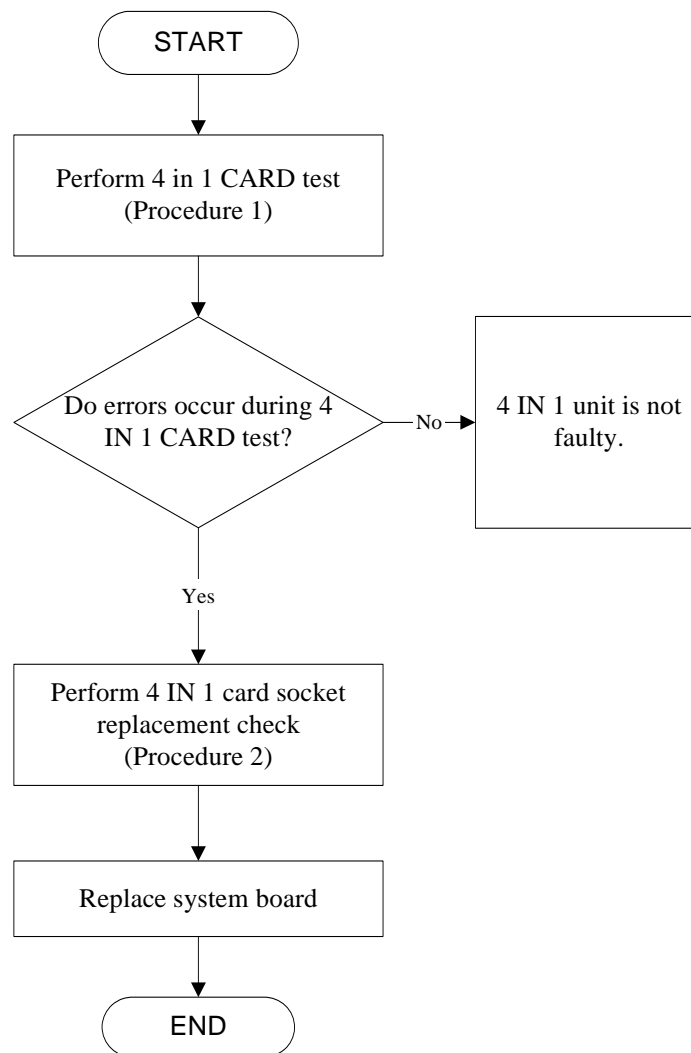 START
Perform 4 in 1 CARD test
(Procedure 1)
Do errors occur during 4
IN 1 CARD test?
No
4 IN 1 unit is not
faulty.
Yes
Perform 4 IN 1 card socket
replacement check
(Procedure 2)
Replace system board
END